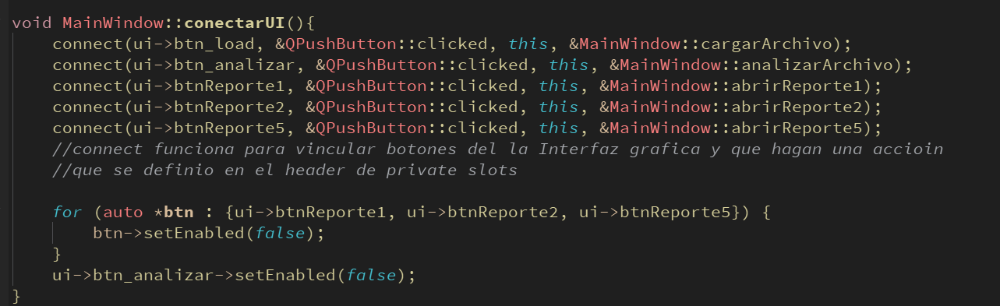 void MainWindow::conectarUI(){
    connect(ui->btn_load, &QPushButton::clicked, this, &MainWindow::cargarArchivo);
    connect(ui->btn_analizar, &QPushButton::clicked, this, &MainWindow::analizarArchivo);
    connect(ui->btnReporte1, &QPushButton::clicked, this, &MainWindow::abrirReporte1);
    connect(ui->btnReporte2, &QPushButton::clicked, this, &MainWindow::abrirReporte2);
    connect(ui->btnReporte5, &QPushButton::clicked, this, &MainWindow::abrirReporte5);
    //connect funciona para vincular botones del la Interfaz grafica y que hagan una accioin
    //que se definio en el header de private slots

    for (auto *btn : {ui->btnReporte1, ui->btnReporte2, ui->btnReporte5}) {
        btn->setEnabled(false);
    }
    ui->btn_analizar->setEnabled(false);
}